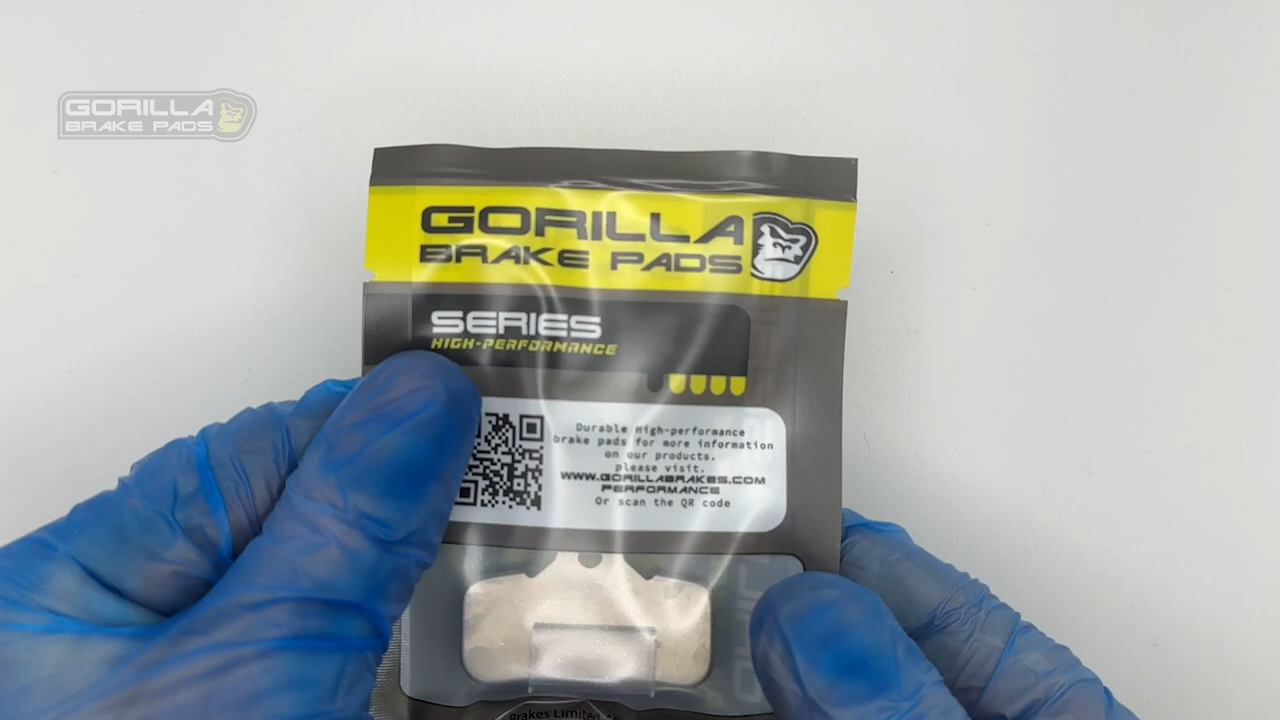 GORILLA
BRAKE PADS
GORILLA
BRAKE PADS
SERIES
HIGH-PERFORMANCE
Durable High-performance
brake pads for more information
on our products.
please visit.
WWW.GORILLABRAKES.COM
PERFORMANCE
Or scan the QR code
Brakes Limited